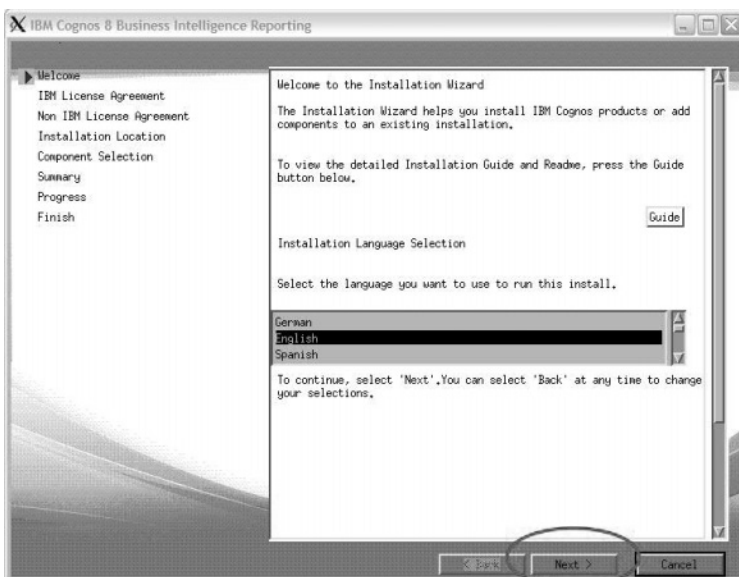 IBM Cognos 8 Business Intelligence Reporting
Welcome
IBM License Agreement
Non IBM License Agreement
Installation Location
Component Selection
Summary
Progress
Finish
Welcome to the Installation Wizard
The Installation Wizard helps you install IBM Cognos products or add
components to an existing installation.
To view the detailed Installation Guide and Readme, press the Guide
button below.
Guide
Installation Language Selection
Select the language you want to use to run this install.
German
English
Spanish
To continue, select 'Next'.You can select 'Back' at any time to change
your selections.
< Back
Next >
Cancel